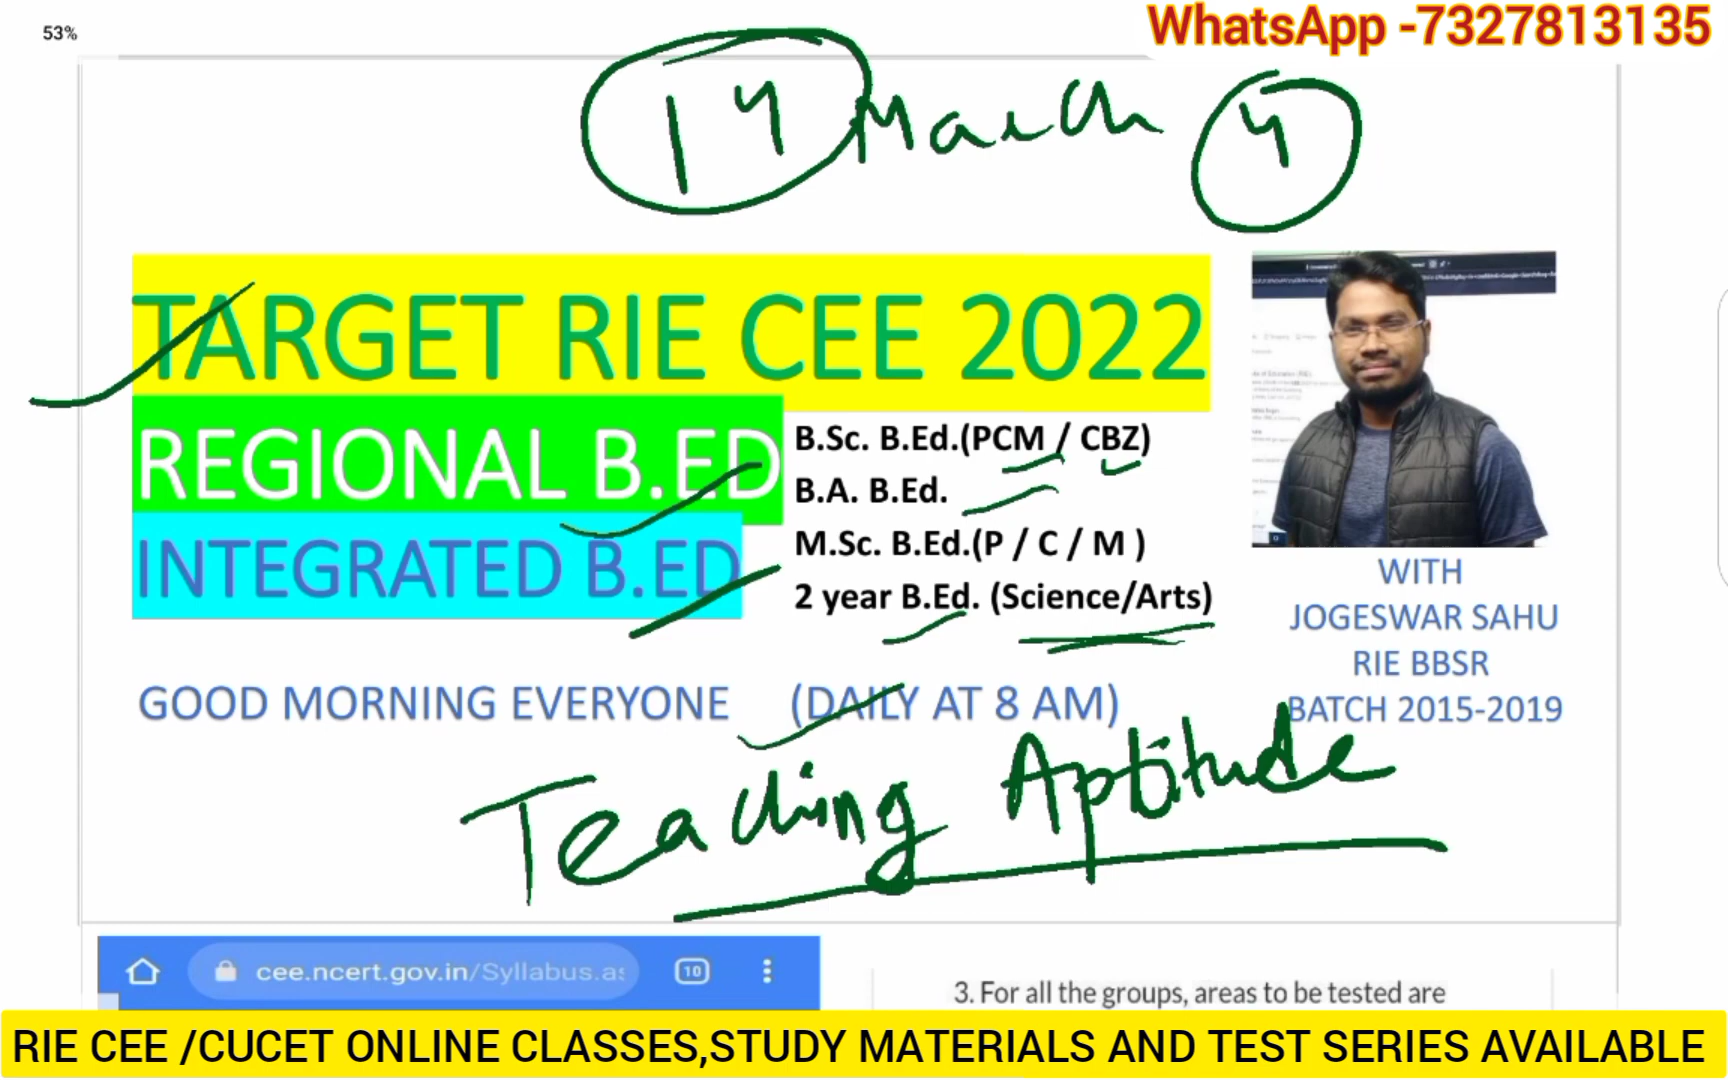 53%
WhatsApp -7327813135
14 March 4
TARGET RIE CEE 2022
REGIONAL B.ED
INTEGRATED B.ED
B.Sc. B.Ed.(PCM / CBZ)
B.A. B.Ed.
M.Sc. B.Ed.(P / C / M )
2 year B.Ed. (Science/Arts)
WITH
JOGESWAR SAHU
RIE BBSR
BATCH 2015-2019
GOOD MORNING EVERYONE (DAILY AT 8 AM)
Teaching Aptitude
cee.ncert.gov.in/Syllabus.as
10
3. For all the groups, areas to be tested are
RIE CEE /CUCET ONLINE CLASSES,STUDY MATERIALS AND TEST SERIES AVAILABLE